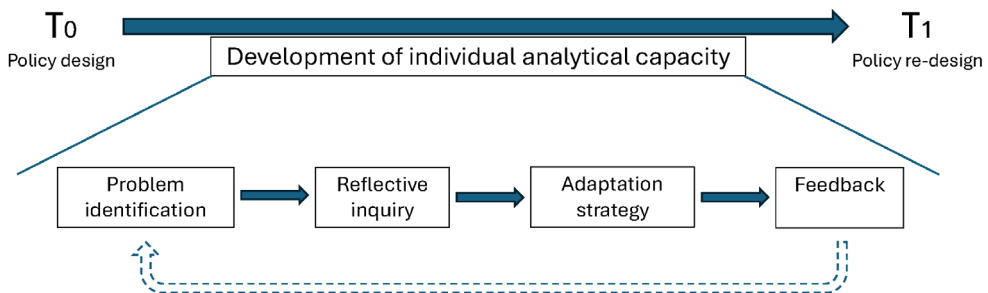 T0
Policy design
T1
Policy re-design
Development of individual analytical capacity
Problem
identification
Reflective
inquiry
Adaptation
strategy
Feedback